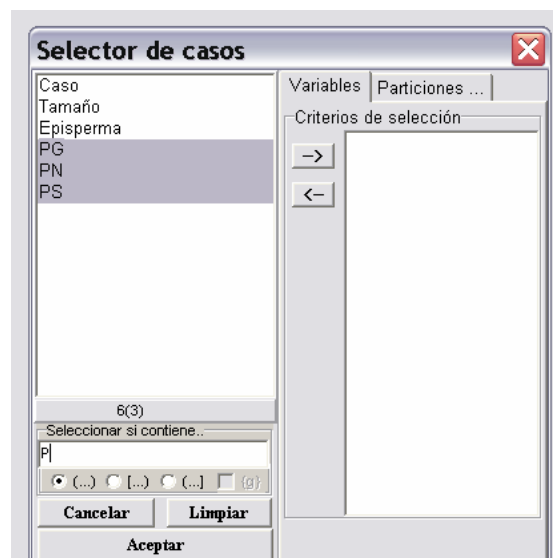 Selector de casos
Caso
Tamaño
Episperma
PG
PN
PS
6(3)
Seleccionar si contiene..
P
(...) [...) (...] {g}
Cancelar Limpiar
Aceptar
Variables Particiones ...
Criterios de selección
–>
<–